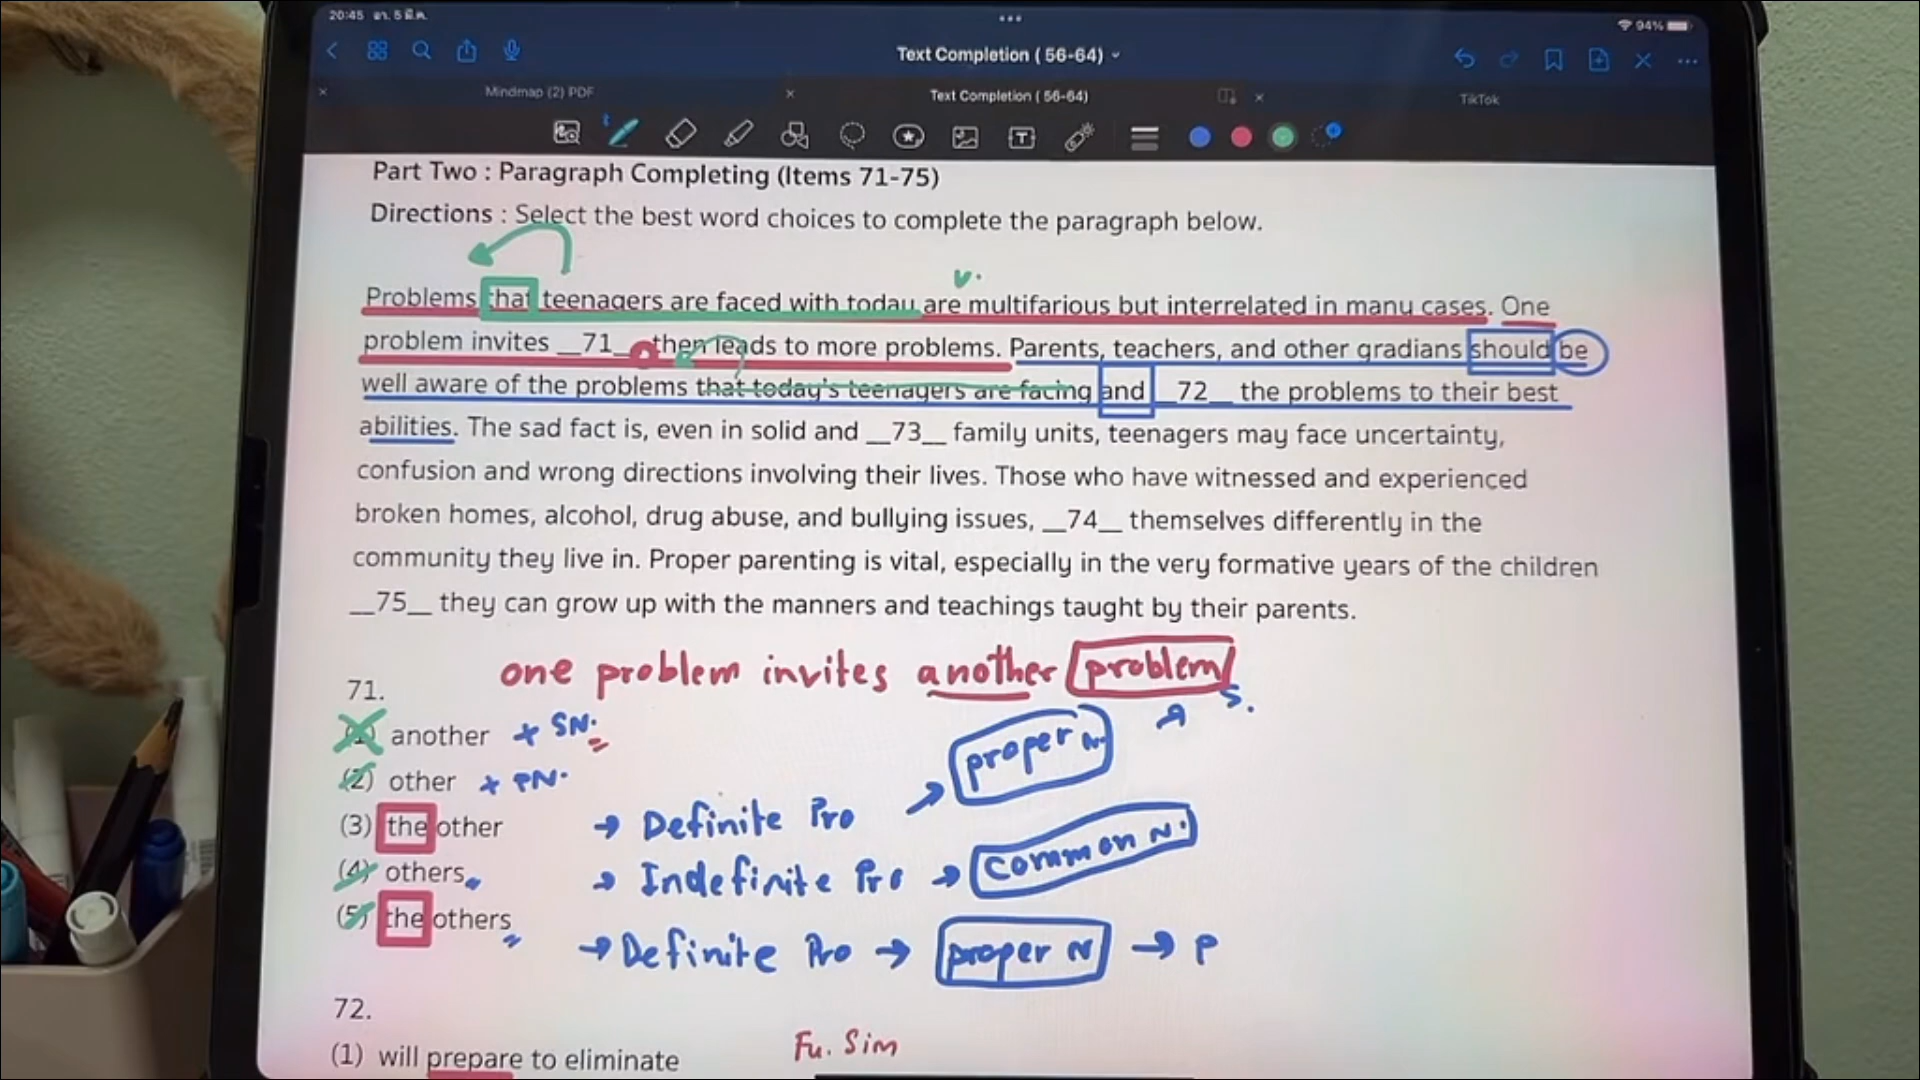 20:45 อา. 5 มี.ค.
94%
Text Completion ( 56-64)
Mindmap (2) PDF
Text Completion ( 56-64)
TikTok
Part Two : Paragraph Completing (Items 71-75)
Directions : Select the best word choices to complete the paragraph below.
v.
Problems that teenagers are faced with today are multifarious but interrelated in many cases. One
problem invites __71__ then leads to more problems. Parents, teachers, and other gradians should be
well aware of the problems that today's teenagers are facing and __72__ the problems to their best
abilities. The sad fact is, even in solid and __73__ family units, teenagers may face uncertainty,
confusion and wrong directions involving their lives. Those who have witnessed and experienced
broken homes, alcohol, drug abuse, and bullying issues, __74__ themselves differently in the
community they live in. Proper parenting is vital, especially in the very formative years of the children
__75__ they can grow up with the manners and teachings taught by their parents.
one problem invites another problem
71.
S.
(1) another + SN.
proper N.
(2) other + PN.
(3) the other → Definite Pro
(4) others → Indefinite Pro → common N.
(5) the others → Definite Pro → proper N → P
72.
(1) will prepare to eliminate Fu. Sim